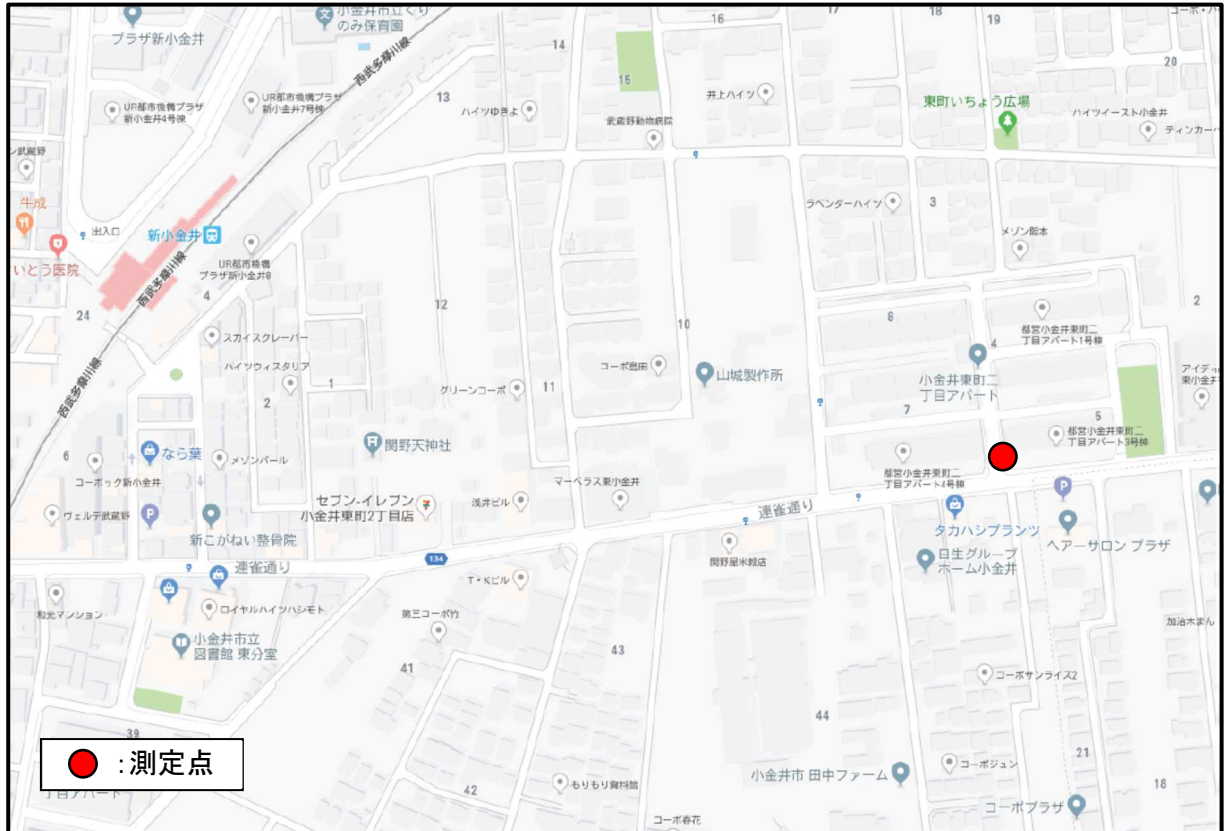 プラザ新小金井
小金井市立くり
のみ保育園
西武多摩川線
16
17
18
19
20
14
15
13
UR都市機構プラザ
新小金井4号棟
UR都市機構プラザ
新小金井7号棟
ハイツゆきよ
武蔵野動物病院
井上ハイツ
東町いちょう広場
ハイツイースト小金井
ン武蔵野
牛成
出入口
新小金井
いとう医院
西武多摩川線
UR都市機構
プラザ新小金井8
ラベンダーハイツ
3
メゾン阪本
24
4
12
10
8
2
スカイスクレーパー
ハイツウィスタリア
1
2
グリーンコーポ
11
コーポ島田
山城製作所
4
都営小金井東町二
丁目アパート1号棟
小金井東町二
丁目アパート
西武多摩川線
7
5
6
なら葉
メゾンパール
関野天神社
都営小金井東町二
丁目アパート3号棟
都営小金井東町二
丁目アパート4号棟
コーポック新小金井
ヴェルデ武蔵野
P
新こがねい整骨院
セブン-イレブン
小金井東町2丁目店
浅井ビル
マーベラス東小金井
連雀通り
P
タカハシプランツ
ヘアーサロン プラザ
連雀通り
134
関野屋米穀店
日生グループ
ホーム小金井
T・Kビル
和光マンション
ロイヤルハイツハシモト
第三コーポ竹
小金井市立
図書館 東分室
41
43
コーポサンライズ2
44
39
21
18
42
もりもり資料館
小金井市 田中ファーム
コーポジュン
コーポプラザ
コーポ春花
丁目アパート
:測定点